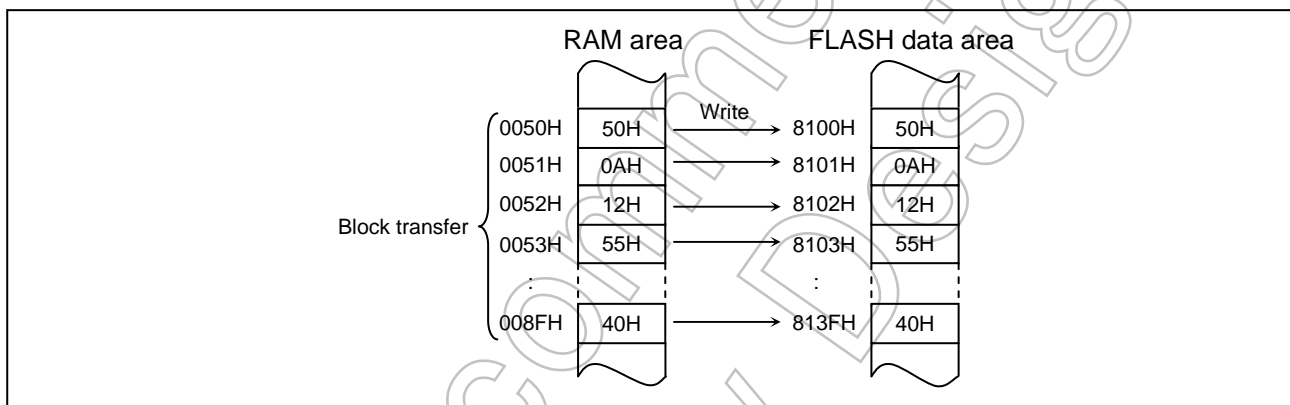 RAM area FLASH data area
Write
0050H 50H 8100H 50H
0051H 0AH 8101H 0AH
0052H 12H 8102H 12H
Block transfer
0053H 55H 8103H 55H
: :
008FH 40H 813FH 40H